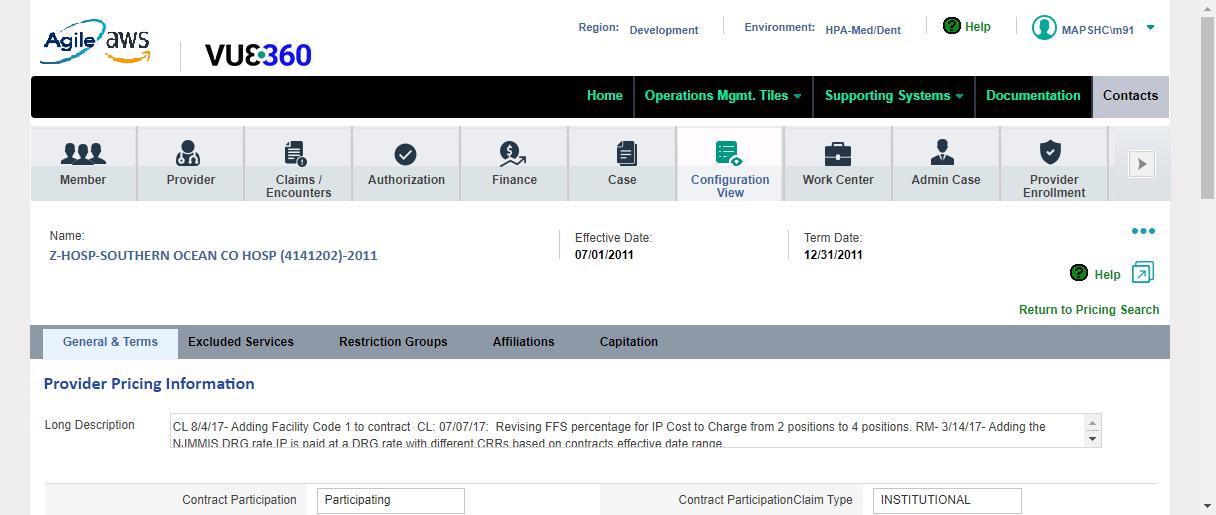 Agile aws
VUE360
Region: Development
Environment: HPA-Med/Dent
? Help
MAPSHC\m91
Home Operations Mgmt. Tiles Supporting Systems Documentation Contacts
Member Provider Claims / Authorization Finance Case Configuration Work Center Admin Case Provider
Encounters View Enrollment
Name: Effective Date: Term Date:
Z-HOSP-SOUTHERN OCEAN CO HOSP (4141202)-2011 07/01/2011 12/31/2011
? Help
Return to Pricing Search
General & Terms Excluded Services Restriction Groups Affiliations Capitation
Provider Pricing Information
Long Description CL 8/4/17- Adding Facility Code 1 to contract CL: 07/07/17: Revising FFS percentage for IP Cost to Charge from 2 positions to 4 positions. RM- 3/14/17- Adding the
NJMMIS DRG rate IP is paid at a DRG rate with different CRRs based on contracts effective date range
Contract Participation Participating Contract ParticipationClaim Type INSTITUTIONAL